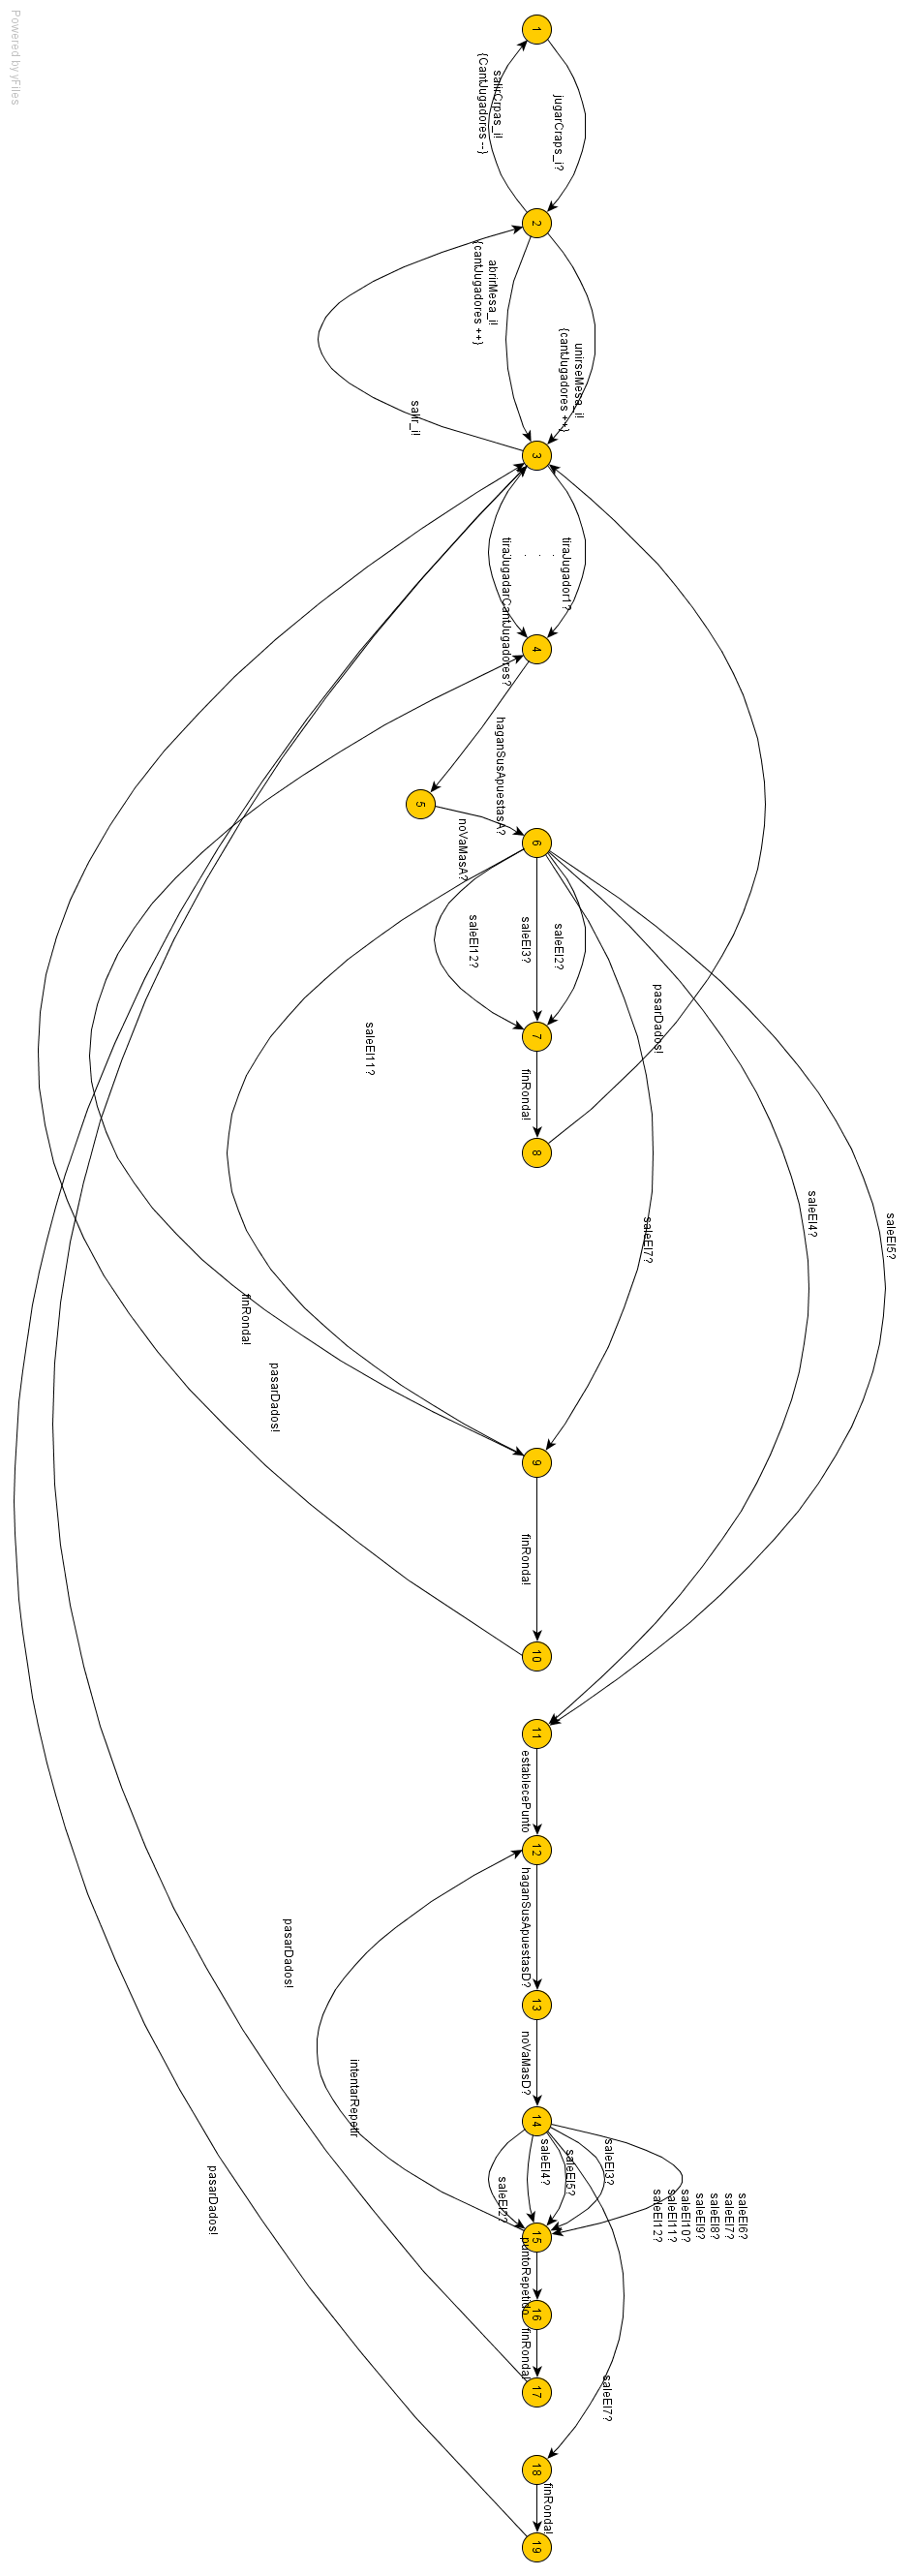 Powered by yFiles
1
jugarCraps_i?
salirCrpas_i!
{CantJugadores --}
2
abrirMesa_i!
{cantJugadores ++}
unirseMesa_i!
{cantJugadores ++}
salir_i!
3
tiraJugador1?
.
.
.
tiraJugadarCantJugadores?
4
haganSusApuestasA?
5
noVaMasA?
6
saleEl2?
saleEl3?
saleEl12?
saleEl11?
7
finRonda!
pasarDados!
8
saleEl7?
saleEl4?
saleEl5?
finRonda!
pasarDados!
9
finRonda!
10
11
establecePunto
12
haganSusApuestasD?
13
noVaMasD?
pasarDados!
intentarRepetir
14
saleEl3?
saleEl5?
saleEl4?
saleEl2?
saleEl6?
saleEl7?
saleEl8?
saleEl9?
saleEl10?
saleEl11?
saleEl12?
15
puntoRepetido
16
finRonda!
17
saleEl7?
pasarDados!
18
finRonda!
19